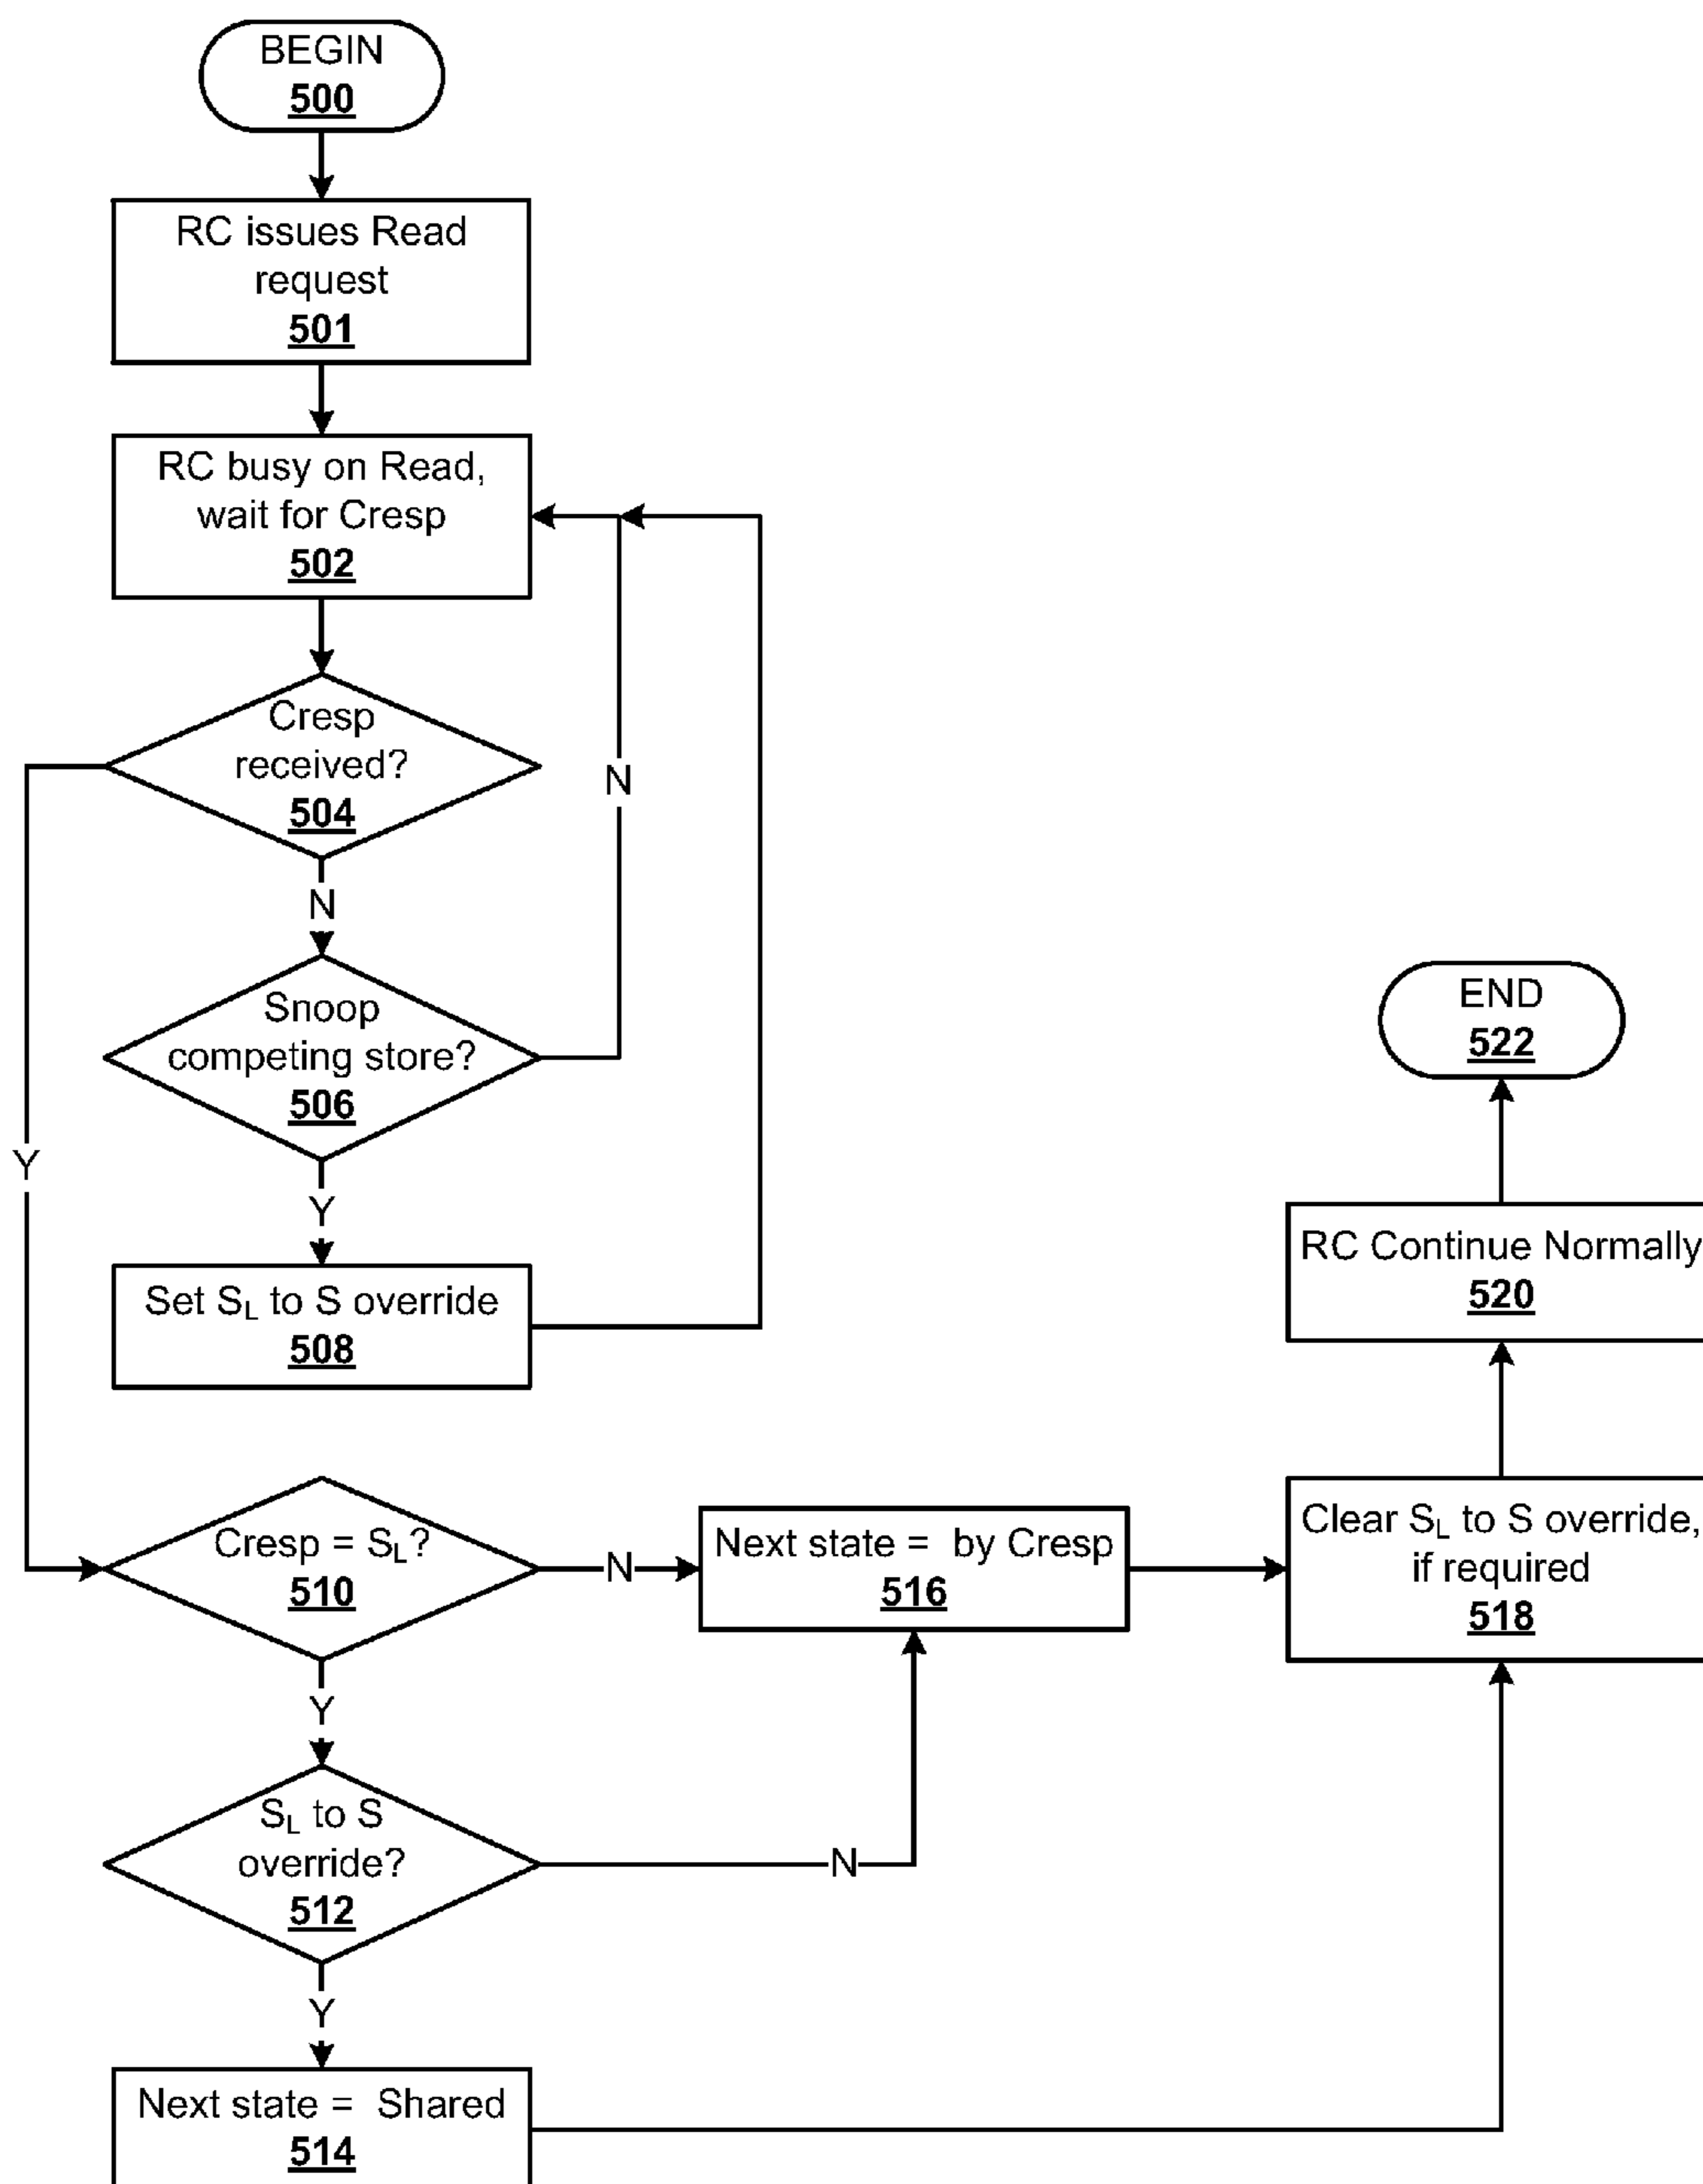 BEGIN
500
RC issues Read
request
501
RC busy on Read,
wait for Cresp
502
Cresp
received?
504
N
N
Snoop
competing store?
506
Y
Y
Set SL to S override
508
END
522
RC Continue Normally
520
Cresp = SL?
510
N
Next state = by Cresp
516
Clear SL to S override,
if required
518
Y
SL to S
override?
512
N
Y
Next state = Shared
514